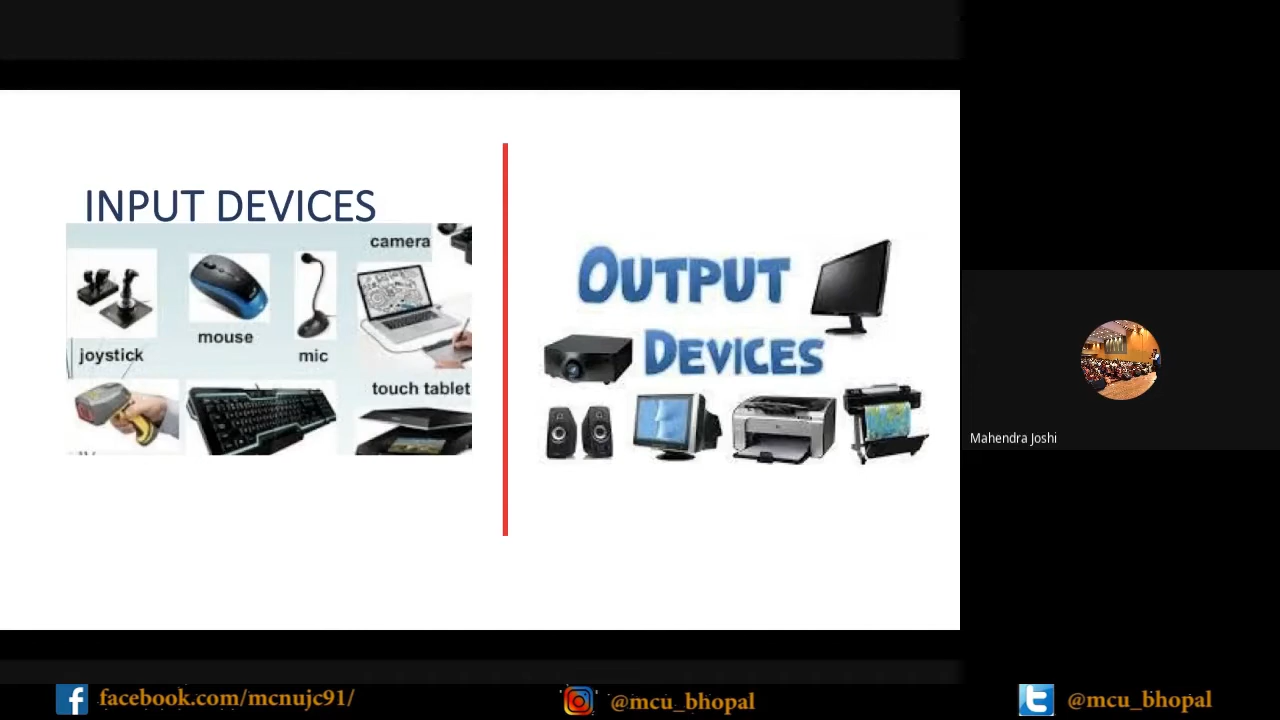 INPUT DEVICES
camera
joystick
mouse
mic
touch tablet
OUTPUT
DEVICES
Mahendra Joshi
facebook.com/mcnujc91/
@mcu_bhopal
@mcu_bhopal